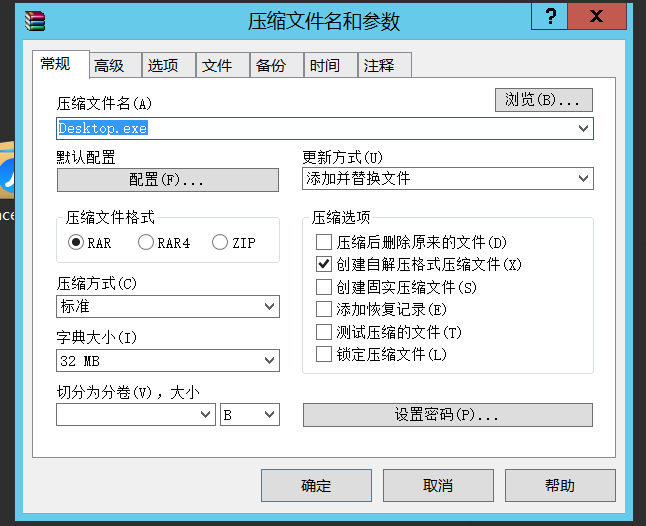 压缩文件名和参数
?
X
常规
高级
选项
文件
备份
时间
注释
压缩文件名(A)
浏览(B)...
Desktop.exe
默认配置
更新方式(U)
配置(F)...
添加并替换文件
压缩文件格式
压缩选项
RAR
RAR4
ZIP
压缩后删除原来的文件(D)
创建自解压格式压缩文件(X)
创建固实压缩文件(S)
添加恢复记录(E)
测试压缩的文件(T)
锁定压缩文件(L)
压缩方式(C)
标准
字典大小(I)
32 MB
切分为分卷(V)，大小
B
设置密码(P)...
确定
取消
帮助